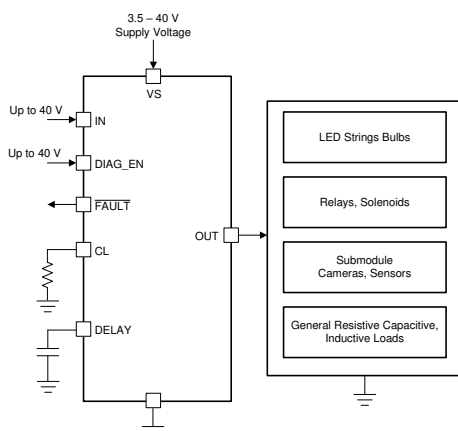 3.5 – 40 V
Supply Voltage
VS
Up to 40 V
IN
Up to 40 V
DIAG_EN
FAULT
OUT
CL
DELAY
LED Strings Bulbs
Relays, Solenoids
Submodule
Cameras, Sensors
General Resistive Capacitive,
Inductive Loads